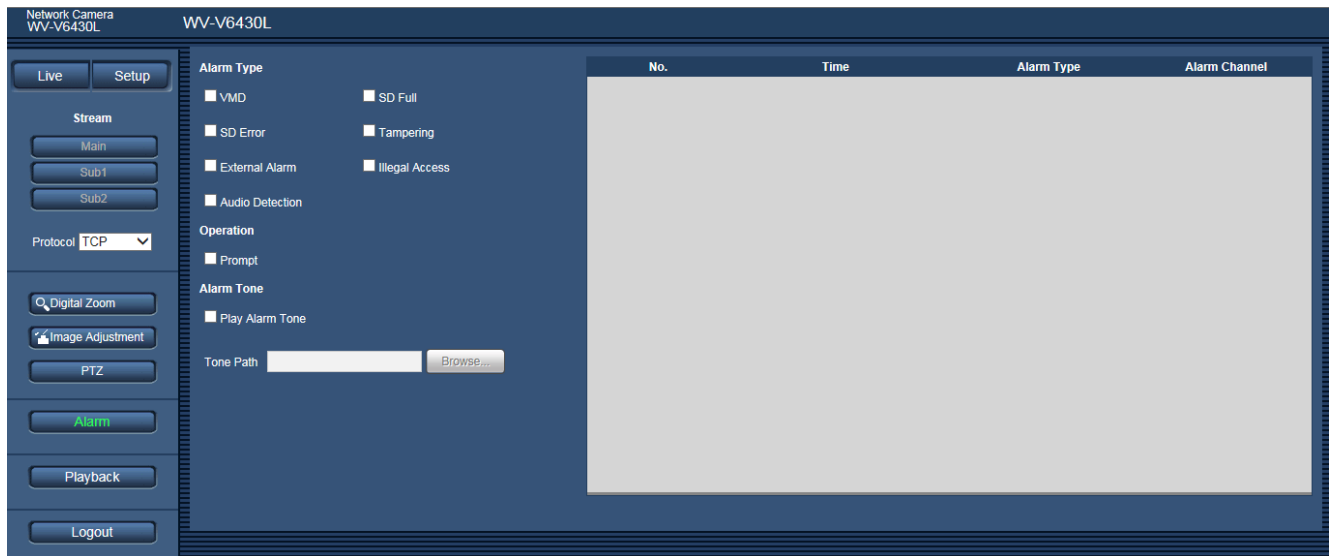 Network Camera
WV-V6430L
WV-V6430L
Live Setup
Stream
Main
Sub1
Sub2
Protocol TCP
Digital Zoom
Image Adjustment
PTZ
Alarm
Playback
Logout
Alarm Type
VMD SD Full
SD Error Tampering
External Alarm Illegal Access
Audio Detection
Operation
Prompt
Alarm Tone
Play Alarm Tone
Tone Path Browse...
No. Time Alarm Type Alarm Channel